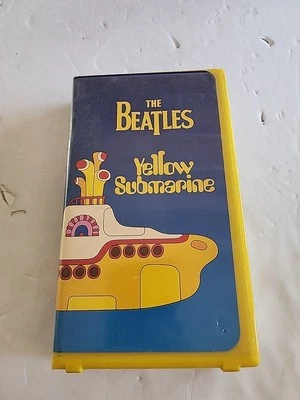 THE
BEATLES
Yellow
Submarine